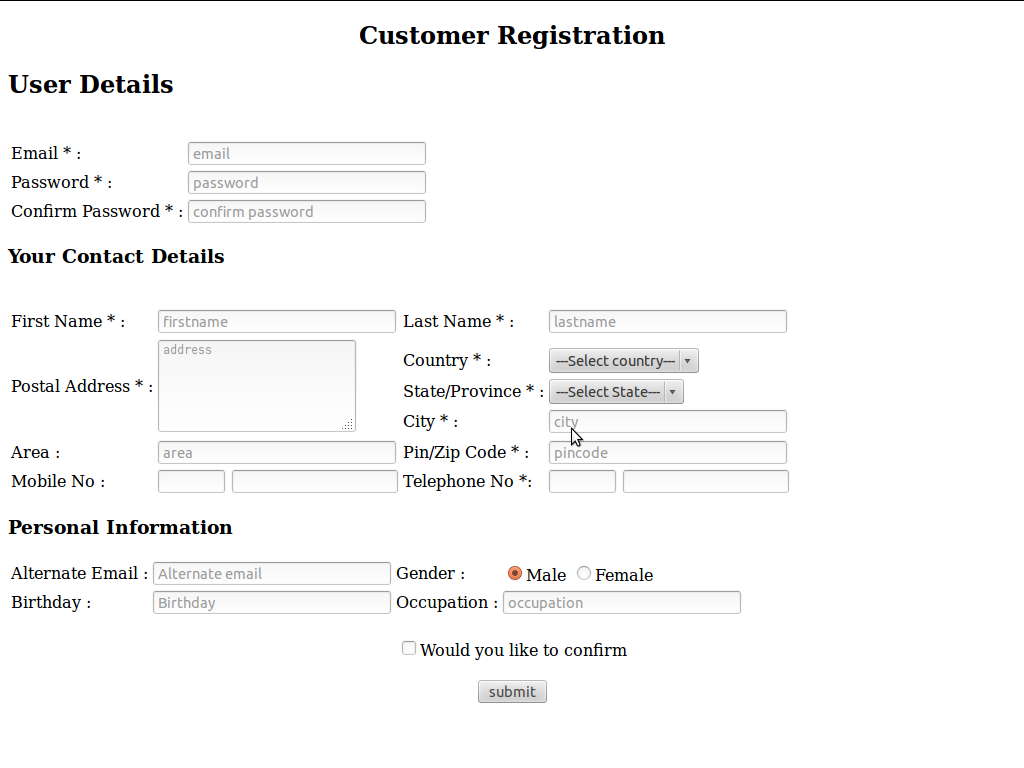 Customer Registration
User Details
Email * : email
Password * : password
Confirm Password * : confirm password
Your Contact Details
First Name * : firstname Last Name * : lastname
Postal Address * : address
Country * : ---Select country---
State/Province * : ---Select State---
City * : city
Area : area Pin/Zip Code * : pincode
Mobile No : Telephone No *:
Personal Information
Alternate Email : Alternate email Gender : Male Female
Birthday : Birthday Occupation : occupation
Would you like to confirm
submit